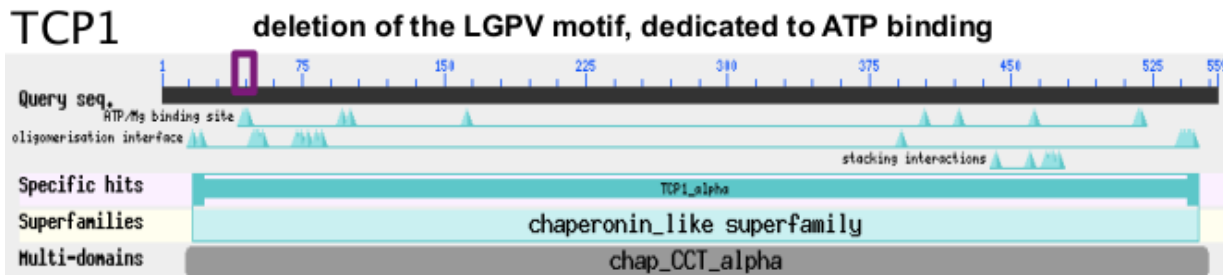 TCP1 deletion of the LGPV motif, dedicated to ATP binding
1 75 150 225 300 375 450 525 559
Query seq.
ATP/Mg binding site
oligomerisation interface
stacking interactions
Specific hits TCP1_alpha
Superfamilies chaperonin_like superfamily
Multi-domains chap_CCT_alpha